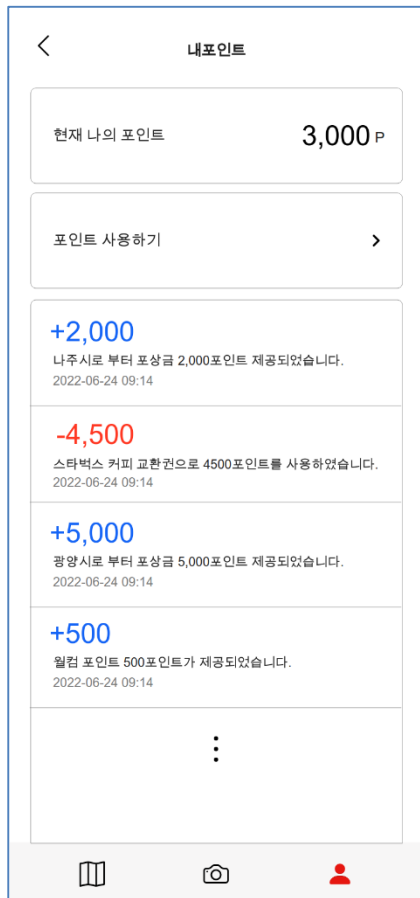 내포인트
현재 나의 포인트 3,000 P
포인트 사용하기
+2,000
나주시로 부터 포상금 2,000포인트 제공되었습니다.
2022-06-24 09:14
-4,500
스타벅스 커피 교환권으로 4500포인트를 사용하였습니다.
2022-06-24 09:14
+5,000
광양시로 부터 포상금 5,000포인트 제공되었습니다.
2022-06-24 09:14
+500
월컴 포인트 500포인트가 제공되었습니다.
2022-06-24 09:14